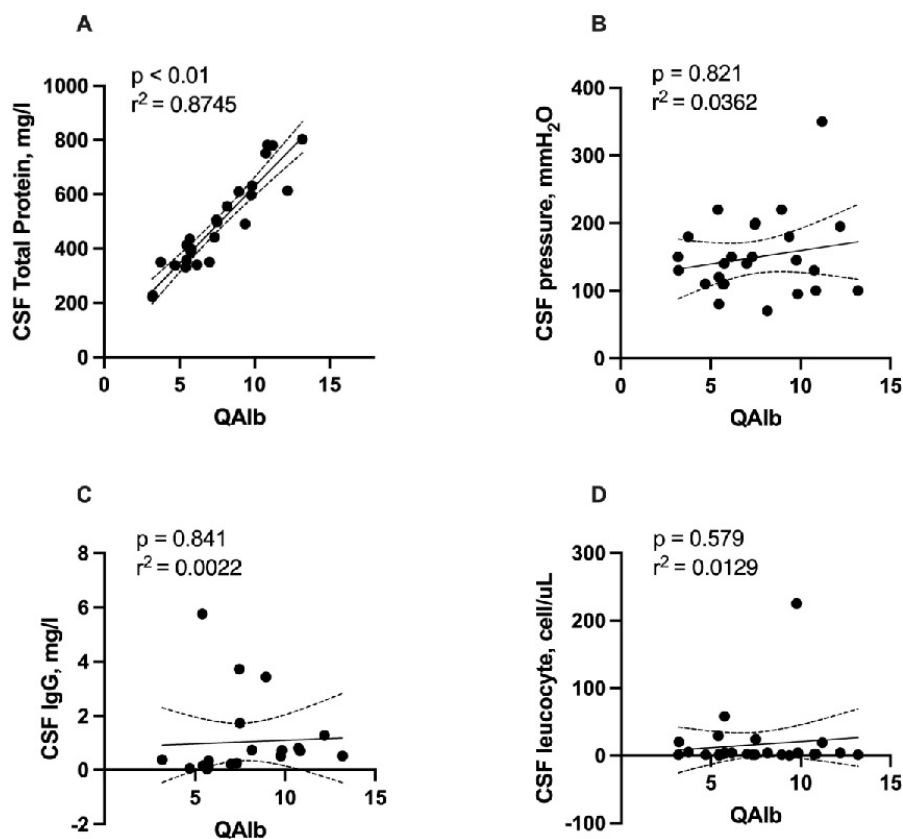 A
p < 0.01
r² = 0.8745
CSF Total Protein, mg/l
1000
800
600
400
200
0
0 5 10 15
QAlb
B
p = 0.821
r² = 0.0362
CSF pressure, mmH₂O
400
300
200
100
0
0 5 10 15
QAlb
C
p = 0.841
r² = 0.0022
CSF IgG, mg/l
8
6
4
2
0
-2
5 10 15
QAlb
D
p = 0.579
r² = 0.0129
CSF leucocyte, cell/uL
300
200
100
0
-100
5 10 15
QAlb